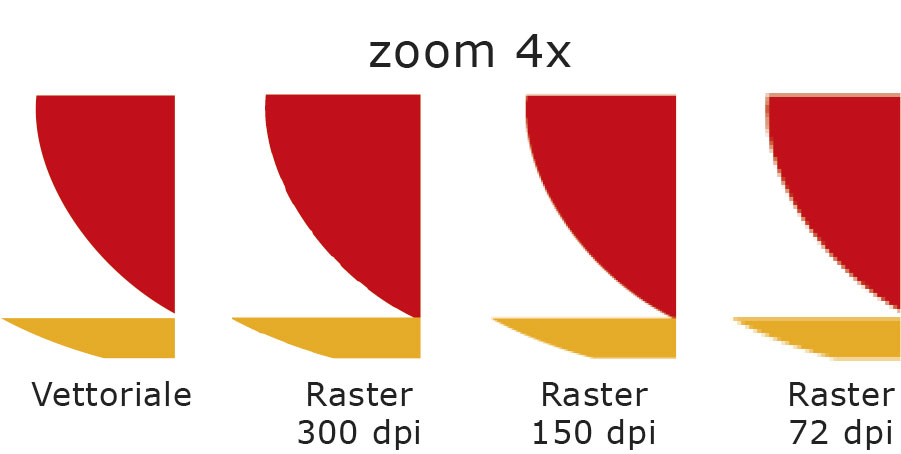 zoom 4x
Vettoriale
Raster
300 dpi
Raster
150 dpi
Raster
72 dpi